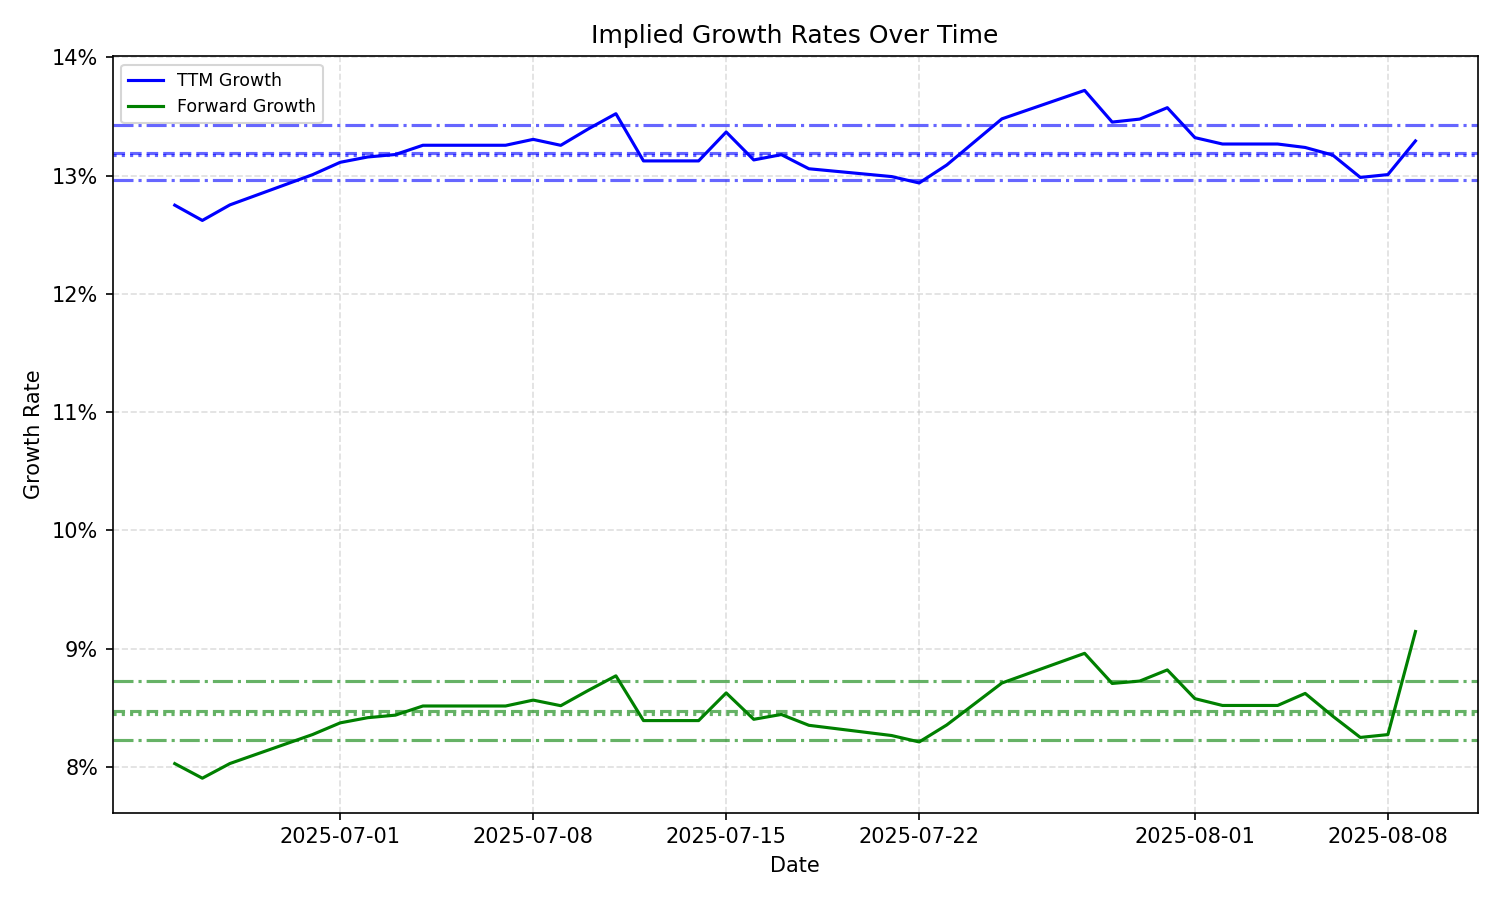 Implied Growth Rates Over Time
TTM Growth
Forward Growth
14%
13%
12%
11%
10%
9%
8%
Growth Rate
2025-07-01
2025-07-08
2025-07-15
2025-07-22
2025-08-01
2025-08-08
Date